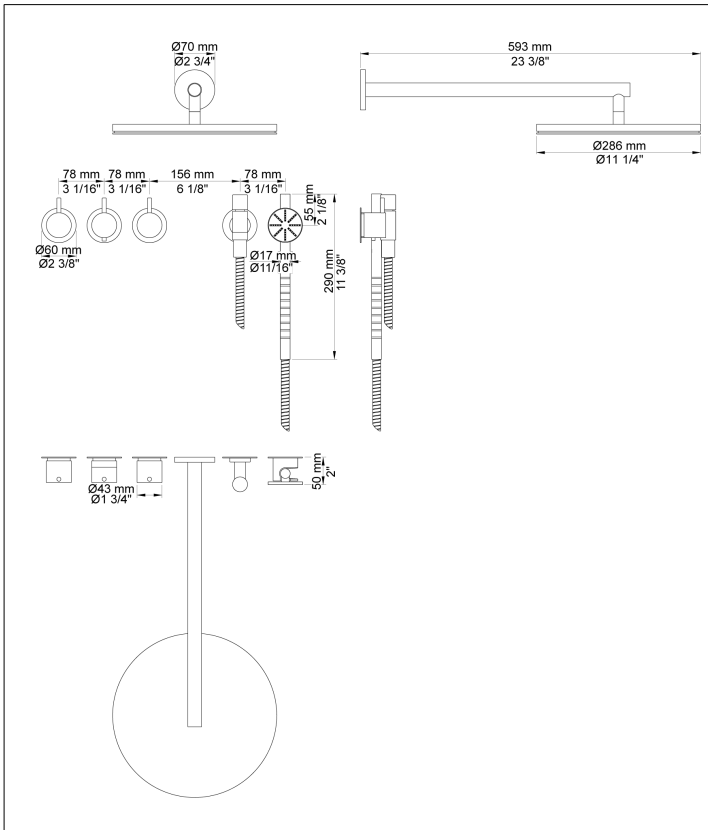 Ø70 mm
Ø2 3/4"
593 mm
23 3/8"
Ø286 mm
Ø11 1/4"
78 mm
3 1/16"
78 mm
3 1/16"
156 mm
6 1/8"
78 mm
3 1/16"
55 mm
2 1/8"
Ø60 mm
Ø2 3/8"
Ø17 mm
Ø11/16"
290 mm
11 3/8"
Ø43 mm
Ø1 3/4"
50 mm
2"